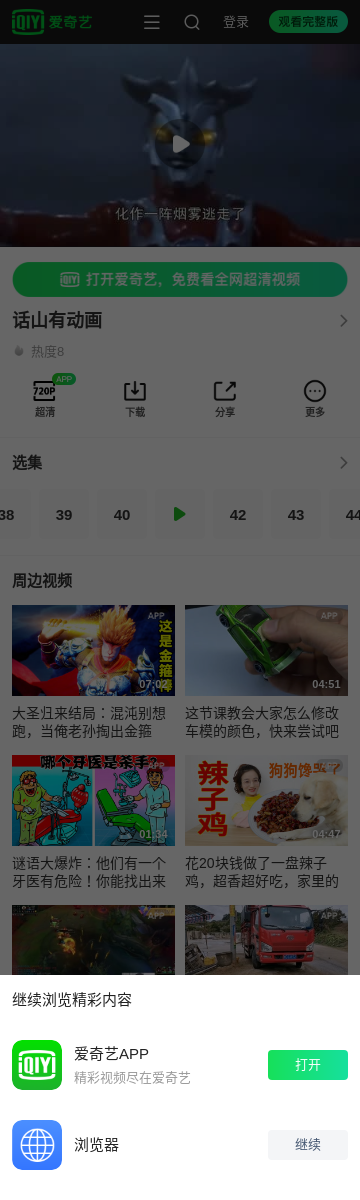 iQIYI 爱奇艺
登录
观看完整版
化作一阵烟雾逃走了
QIY 打开爱奇艺，免费看全网超清视频
话山有动画
热度8
720P APP
超清
下载
分享
更多
选集
38 39 40 42 43 44
周边视频
APP
这是金箍棒
07:02
APP
04:51
大圣归来结局：混沌别想
跑，当俺老孙掏出金箍
这节课教会大家怎么修改
车模的颜色，快来尝试吧
哪个牙医是杀手?
APP
01:34
辣子鸡
狗狗馋哭了
04:47
谜语大爆炸：他们有一个
牙医有危险！你能找出来
花20块钱做了一盘辣子
鸡，超香超好吃，家里的
APP
APP
继续浏览精彩内容
iQIYI
爱奇艺APP
精彩视频尽在爱奇艺
打开
浏览器
继续